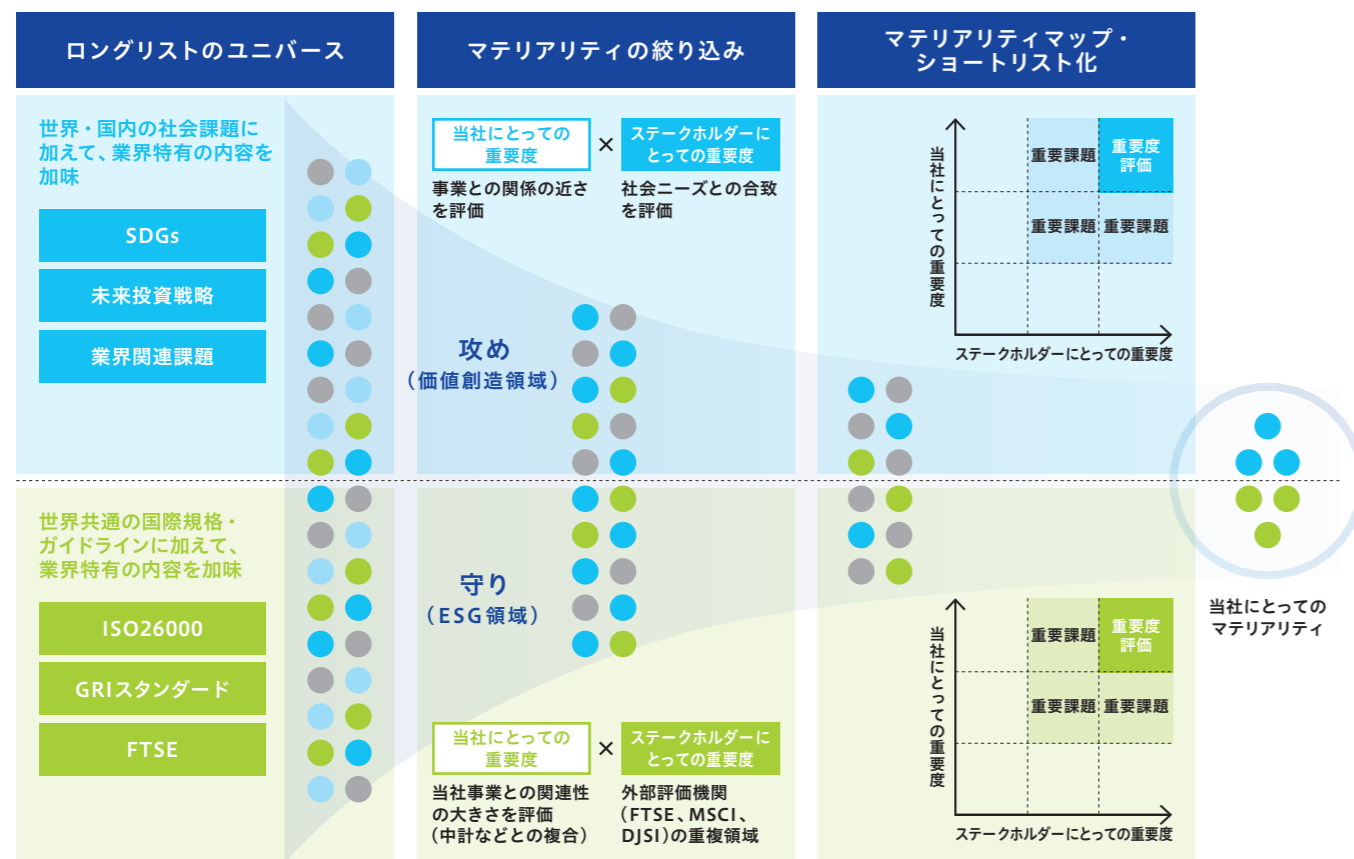 ロングリストのユニバース
マテリアリティの絞り込み
マテリアリティマップ・
ショートリスト化
世界・国内の社会課題に
加えて、業界特有の内容を
加味
SDGs
未来投資戦略
業界関連課題
当社にとっての
重要度
×
ステークホルダーに
とっての重要度
事業との関係の近さ
を評価
社会ニーズとの合致
を評価
攻め
（価値創造領域）
当社にとっての重要度
重要課題
重要度
評価
重要課題
重要課題
ステークホルダーにとっての重要度
世界共通の国際規格・
ガイドラインに加えて、
業界特有の内容を加味
ISO26000
GRIスタンダード
FTSE
守り
（ESG領域）
当社にとっての
重要度
×
ステークホルダーに
とっての重要度
当社事業との関連性
の大きさを評価
（中計などとの複合）
外部評価機関
（FTSE、MSCI、
DJSI）の重複領域
当社にとっての重要度
重要課題
重要度
評価
重要課題
重要課題
ステークホルダーにとっての重要度
当社にとっての
マテリアリティ